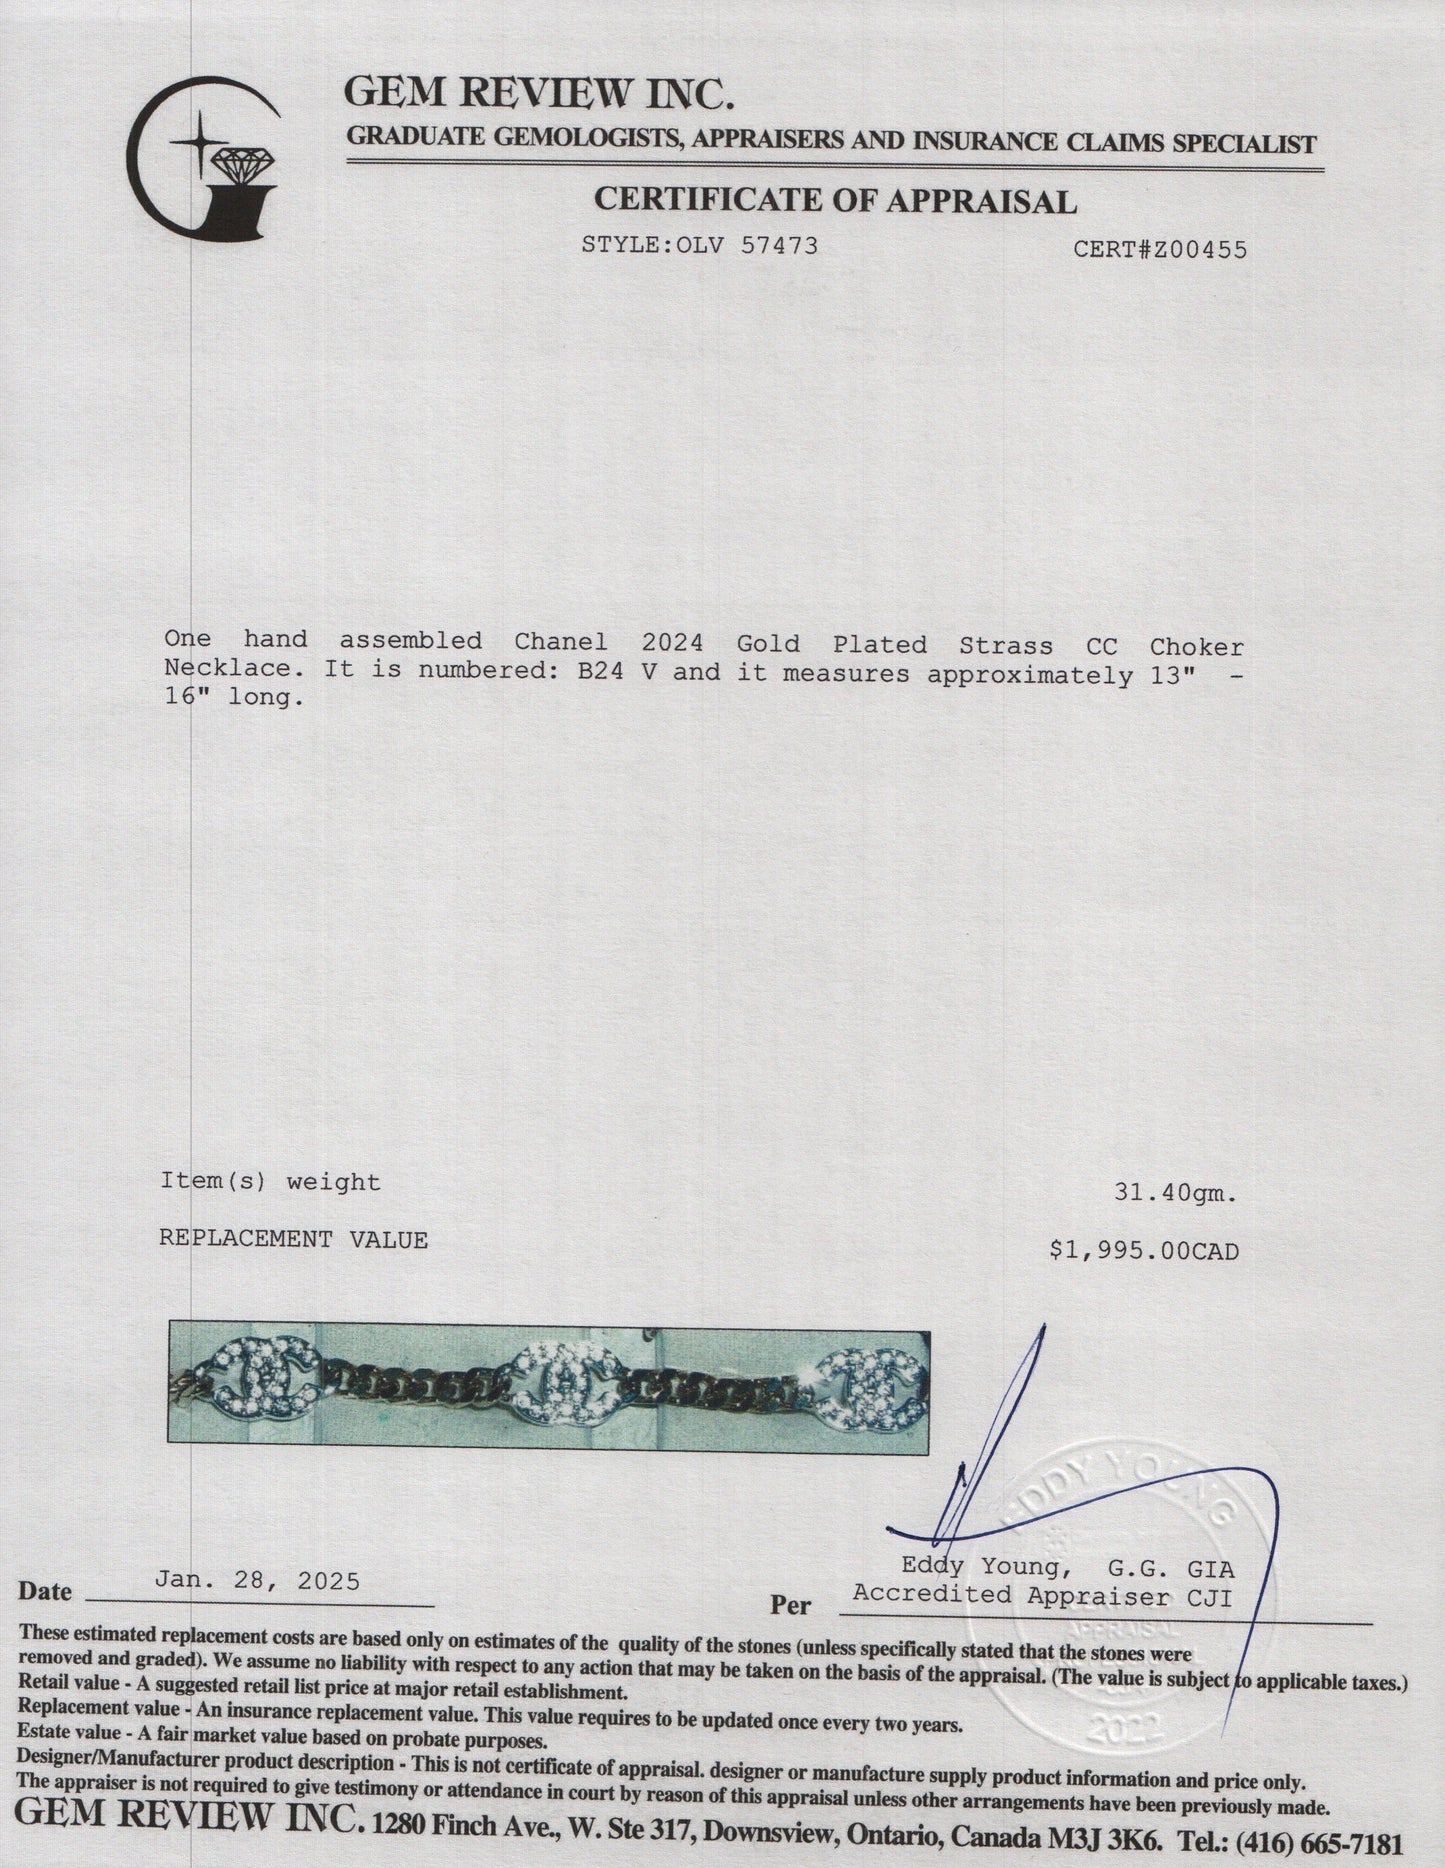 GEM REVIEW INC.
GRADUATE GEMOLOGISTS, APPRAISERS AND INSURANCE CLAIMS SPECIALIST
CERTIFICATE OF APPRAISAL
STYLE:OLV 57473
CERT#Z00455
One hand assembled Chanel 2024 Gold Plated Strass CC Choker
Necklace. It is numbered: B24 V and it measures approximately 13" -
16" long.
Item(s) weight 31.40gm.
REPLACEMENT VALUE $1,995.00CAD
EDDY YOUNG
Eddy Young, G.G. GIA
Date Jan. 28, 2025
Per Accredited Appraiser CJI
APPRAISAL
2022
These estimated replacement costs are based only on estimates of the quality of the stones (unless specifically stated that the stones were
removed and graded). We assume no liability with respect to any action that may be taken on the basis of the appraisal. (The value is subject to applicable taxes.)
Retail value - A suggested retail list price at major retail establishment.
Replacement value - An insurance replacement value. This value requires to be updated once every two years.
Estate value - A fair market value based on probate purposes.
Designer/Manufacturer product description - This is not certificate of appraisal. designer or manufacture supply product information and price only.
The appraiser is not required to give testimony or attendance in court by reason of this appraisal unless other arrangements have been previously made.
GEM REVIEW INC. 1280 Finch Ave., W. Ste 317, Downsview, Ontario, Canada M3J 3K6. Tel.: (416) 665-7181